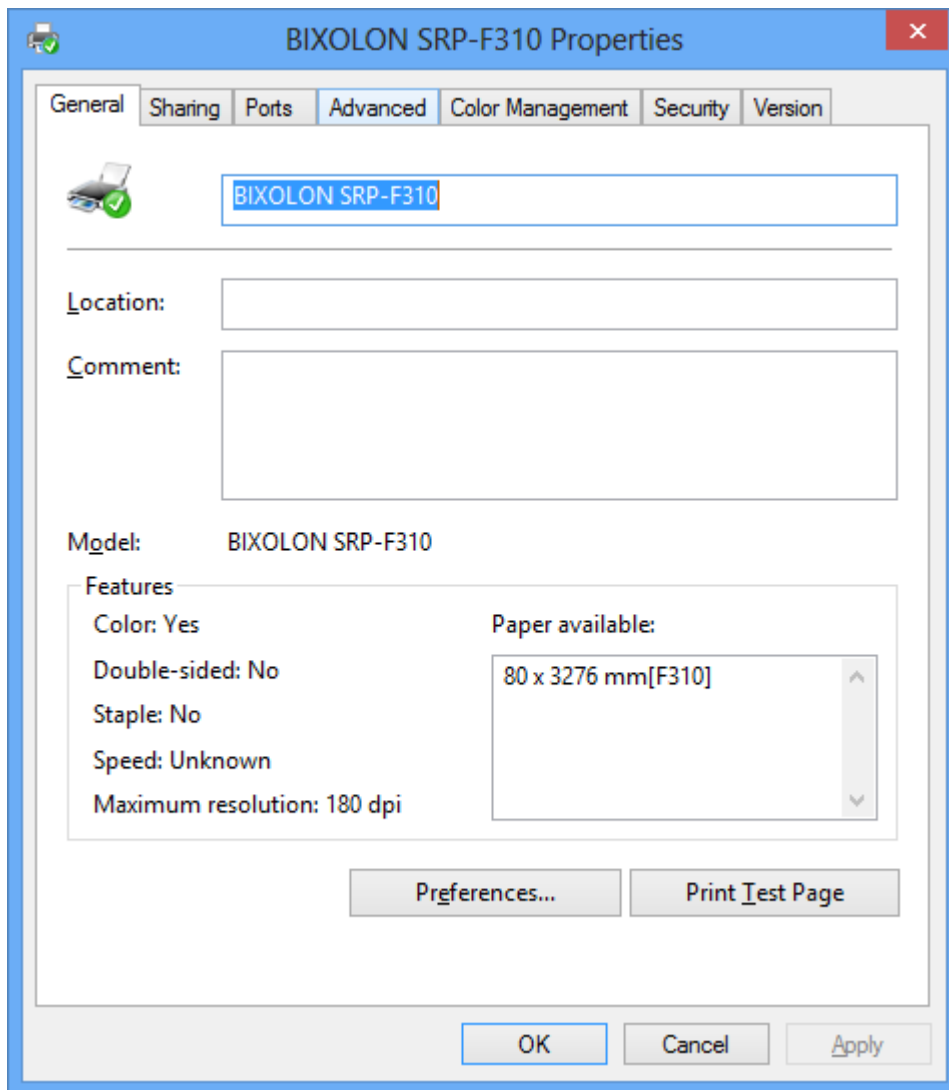 BIXOLON SRP-F310 Properties
General Sharing Ports Advanced Color Management Security Version
BIXOLON SRP-F310
Location:
Comment:
Model: BIXOLON SRP-F310
Features
Color: Yes
Double-sided: No
Staple: No
Speed: Unknown
Maximum resolution: 180 dpi
Paper available:
80 x 3276 mm[F310]
Preferences... Print Test Page
OK Cancel Apply